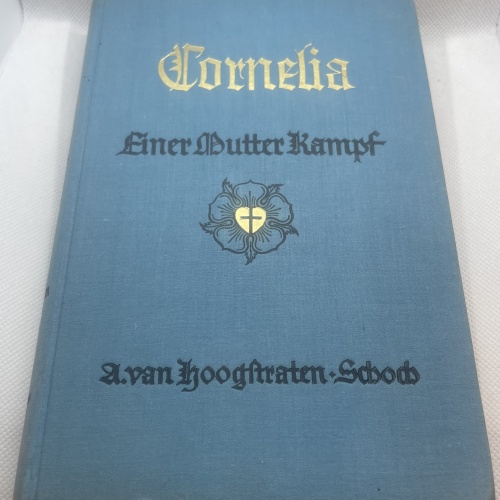 Cornelia
Einer Mutter Kampf
A. van Hoogstraten-Schoch